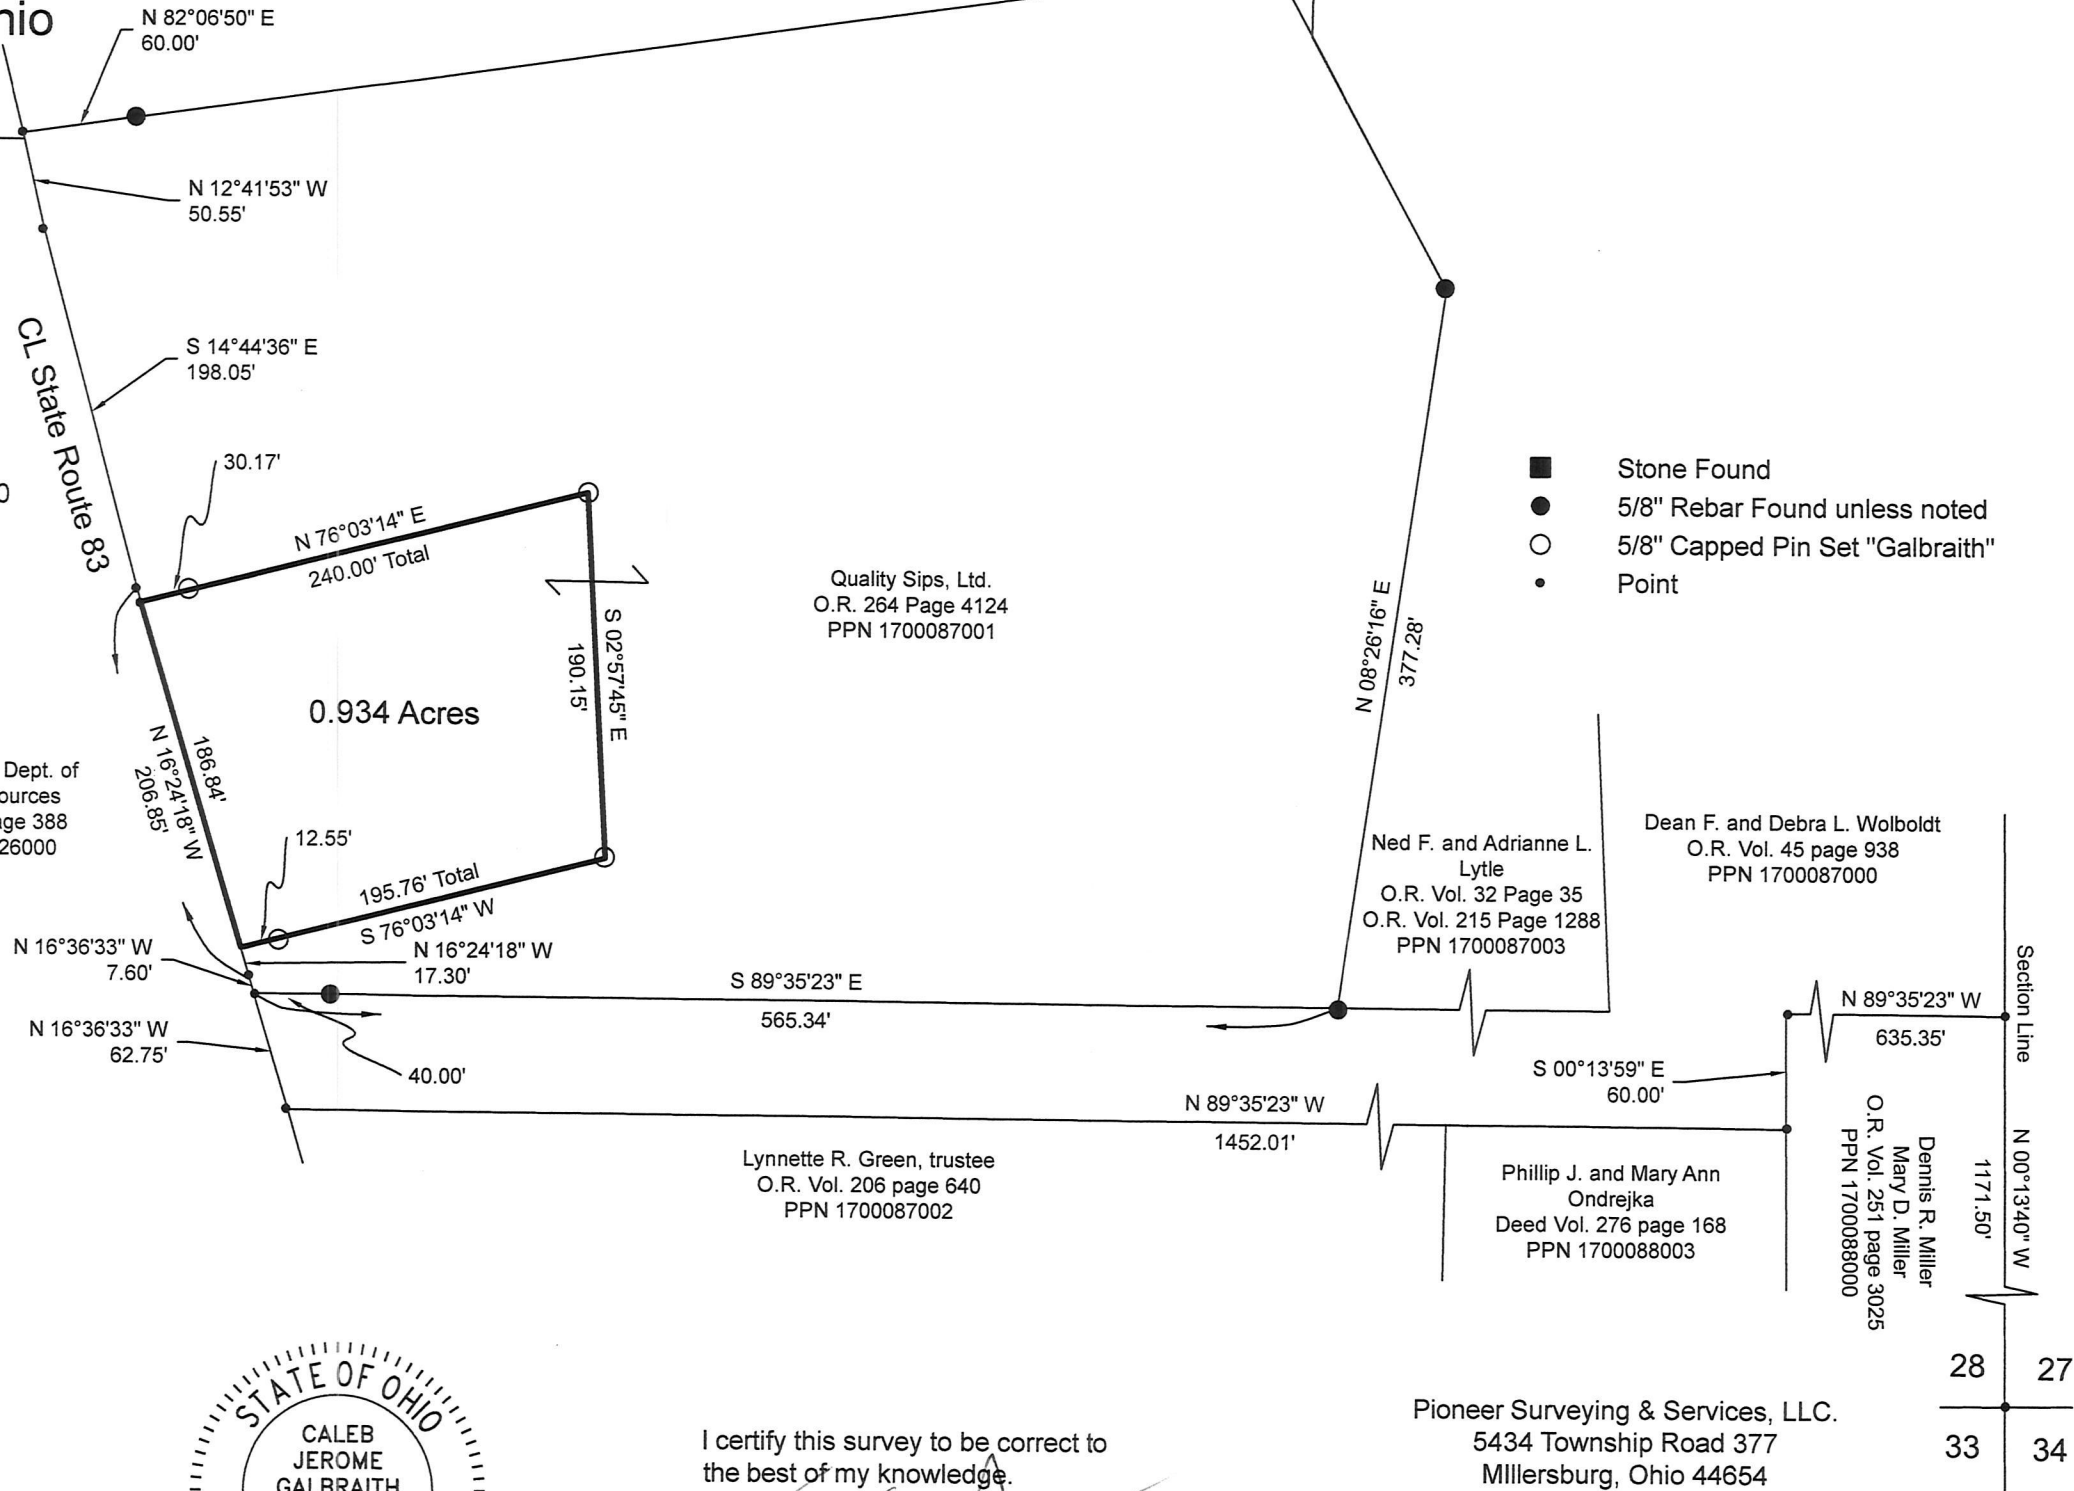 N 82°06'50" E
60.00'
N 12°41'53" W
50.55'
S 14°44'36" E
198.05'
CL State Route 83
30.17'
N 76°03'14" E
240.00' Total
S 02°57'45" E
190.15'
0.934 Acres
186.84'
N 16°24'18" W
206.85'
12.55'
195.76' Total
S 76°03'14" W
N 16°24'18" W
17.30'
N 16°36'33" W
7.60'
N 16°36'33" W
62.75'
40.00'
Dept. of
388
26000
Quality Sips, Ltd.
O.R. 264 Page 4124
PPN 1700087001
Stone Found
5/8" Rebar Found unless noted
5/8" Capped Pin Set "Galbraith"
Point
N 08°26'16" E
377.28'
Ned F. and Adrianne L.
Lytle
O.R. Vol. 32 Page 35
O.R. Vol. 215 Page 1288
PPN 1700087003
Dean F. and Debra L. Wolboldt
O.R. Vol. 45 page 938
PPN 1700087000
S 89°35'23" E
565.34'
N 89°35'23" W
635.35'
Section Line
S 00°13'59" E
60.00'
N 89°35'23" W
1452.01'
Lynnette R. Green, trustee
O.R. Vol. 206 page 640
PPN 1700087002
Phillip J. and Mary Ann
Ondrejka
Deed Vol. 276 page 168
PPN 1700088003
Dennis R. Miller
Mary D. Miller
O.R. Vol. 251 page 3025
PPN 1700088000
N 00°13'40" W
1171.50'
28 27
33 34
STATE OF OHIO
CALEB
JEROME
GALBRAITH
I certify this survey to be correct to
the best of my knowledge.
Pioneer Surveying & Services, LLC.
5434 Township Road 377
MIllersburg, Ohio 44654